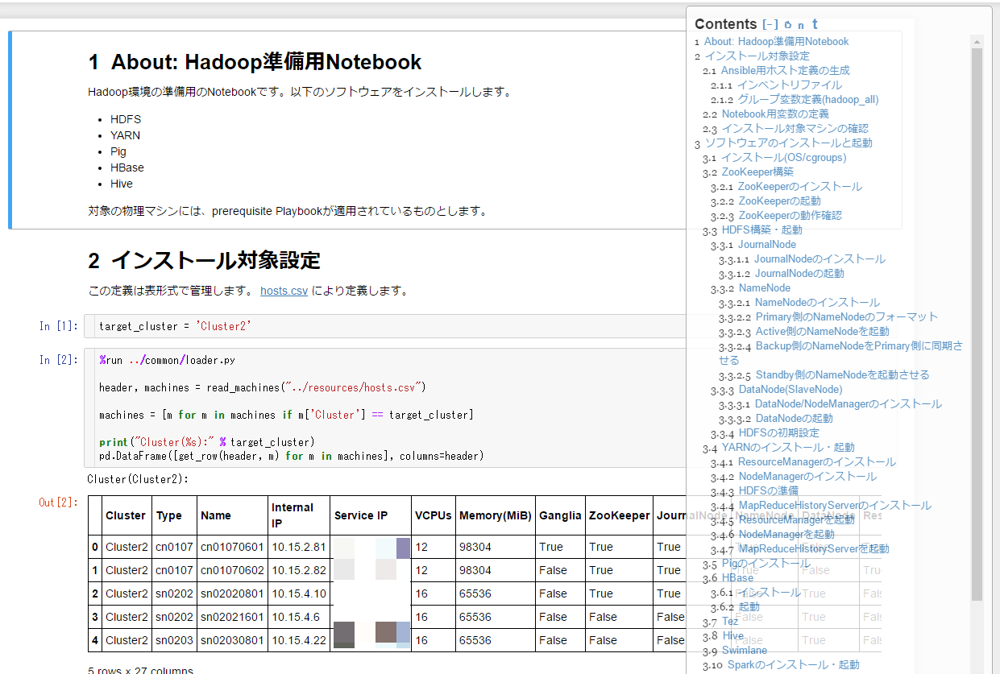 1 About: Hadoop準備用Notebook
Hadoop環境の準備用のNotebookです。以下のソフトウェアをインストールします。
HDFS
YARN
Pig
HBase
Hive
対象の物理マシンには、prerequisite Playbookが適用されているものとします。
2 インストール対象設定
この定義は表形式で管理します。 hosts.csv により定義します。
In [1]: target_cluster = 'Cluster2'
In [2]: %run ../common/loader.py
header, machines = read_machines("../resources/hosts.csv")
machines = [m for m in machines if m['Cluster'] == target_cluster]
print("Cluster(%s):" % target_cluster)
pd.DataFrame([get_row(header, m) for m in machines], columns=header)
Cluster(Cluster2):
Out[2]:
Cluster Type Name Internal IP Service IP VCPUs Memory(MiB) Ganglia ZooKeeper JournalNode NameNode DataNode Res
0 Cluster2 cn0107 cn01070601 10.15.2.81 12 98304 True True True
1 Cluster2 cn0107 cn01070602 10.15.2.82 12 98304 False True True True False Tru
2 Cluster2 sn0202 sn02020801 10.15.4.10 16 65536 False True True False True Fals
3 Cluster2 sn0202 sn02021601 10.15.4.6 16 65536 False False False False True Fals
4 Cluster2 sn0203 sn02030801 10.15.4.22 16 65536 False False False False True Fals
5 rows × 27 columns
Contents [-] ↻ n t
1 About: Hadoop準備用Notebook
2 インストール対象設定
2.1 Ansible用ホスト定義の生成
2.1.1 インベントリファイル
2.1.2 グループ変数定義(hadoop_all)
2.2 Notebook用変数の定義
2.3 インストール対象マシンの確認
3 ソフトウェアのインストールと起動
3.1 インストール(OS/cgroups)
3.2 ZooKeeper構築
3.2.1 ZooKeeperのインストール
3.2.2 ZooKeeperの起動
3.2.3 ZooKeeperの動作確認
3.3 HDFS構築・起動
3.3.1 JournalNode
3.3.1.1 JournalNodeのインストール
3.3.1.2 JournalNodeの起動
3.3.2 NameNode
3.3.2.1 NameNodeのインストール
3.3.2.2 Primary側のNameNodeのフォーマット
3.3.2.3 Active側のNameNodeを起動
3.3.2.4 Backup側のNameNodeをPrimary側に同期さ
せる
3.3.2.5 Standby側のNameNodeを起動させる
3.3.3 DataNode(SlaveNode)
3.3.3.1 DataNode/NodeManagerのインストール
3.3.3.2 DataNodeの起動
3.3.4 HDFSの初期設定
3.4 YARNのインストール・起動
3.4.1 ResourceManagerのインストール
3.4.2 NodeManagerのインストール
3.4.3 HDFSの準備
3.4.4 MapReduceHistoryServerのインストール
3.4.5 ResourceManagerを起動
3.4.6 NodeManagerを起動
3.4.7 MapReduceHistoryServerを起動
3.5 Pigのインストール
3.6 HBase
3.6.1 インストール
3.6.2 起動
3.7 Tez
3.8 Hive
3.9 Swimlane
3.10 Sparkのインストール・起動